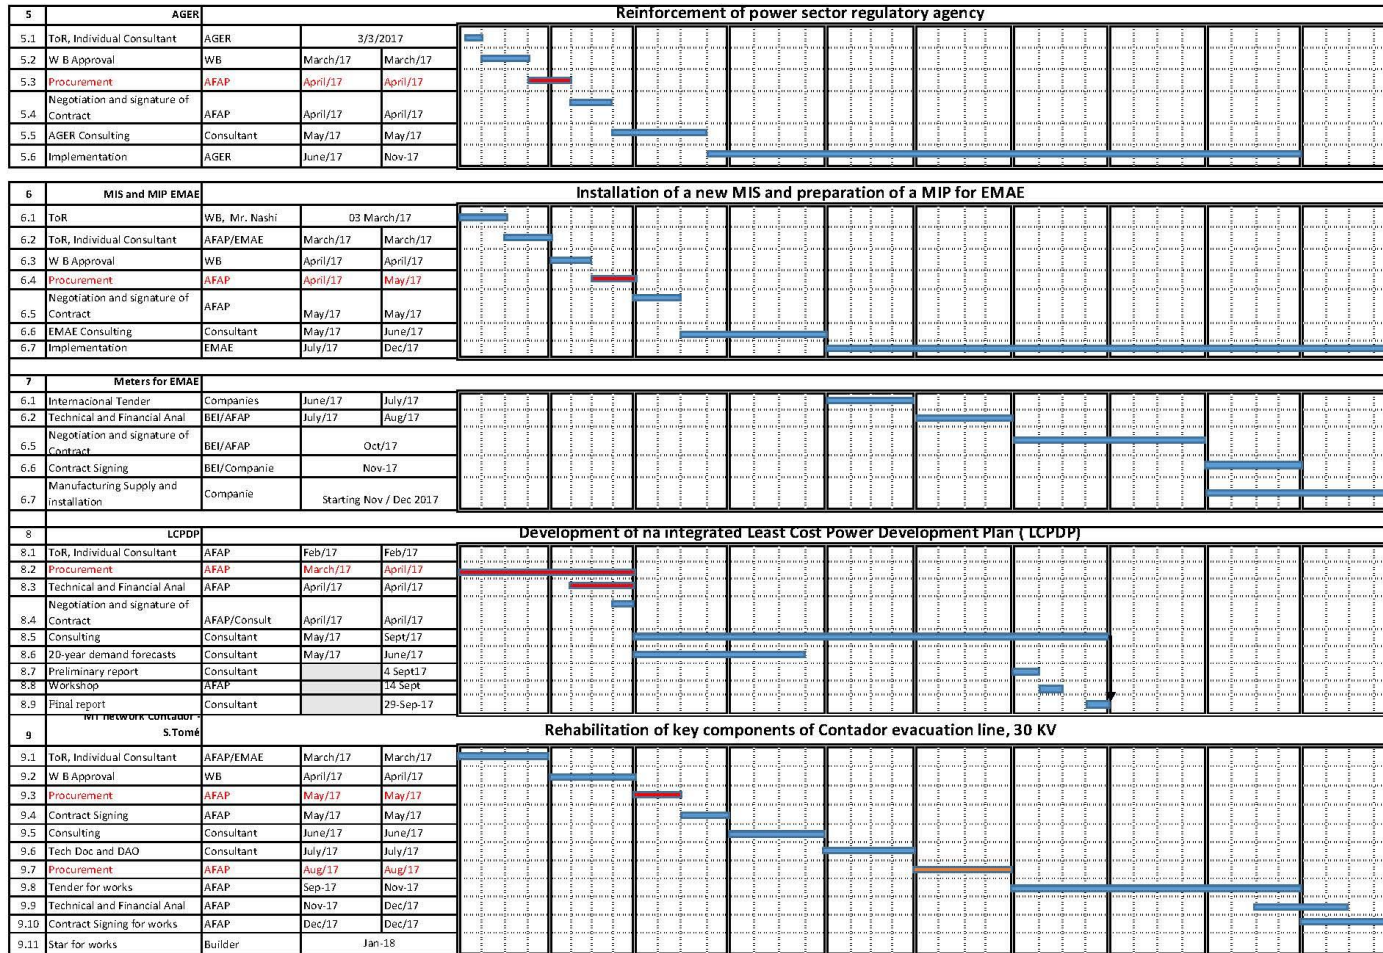 5 AGER Reinforcement of power sector regulatory agency
5.1 ToR, Individual Consultant AGER 3/3/2017
5.2 W B Approval WB March/17 March/17
5.3 Procurement AFAP April/17 April/17
Negotiation and signature of
5.4 Contract AFAP April/17 April/17
5.5 AGER Consulting Consultant May/17 May/17
5.6 Implementation AGER June/17 Nov-17
6 MIS and MIP EMAE Installation of a new MIS and preparation of a MIP for EMAE
6.1 ToR WB, Mr. Nashi 03 March/17
6.2 ToR, Individual Consultant AFAP/EMAE March/17 March/17
6.3 W B Approval WB April/17 April/17
6.4 Procurement AFAP April/17 May/17
Negotiation and signature of
6.5 Contract AFAP May/17 May/17
6.6 EMAE Consulting Consultant May/17 June/17
6.7 Implementation EMAE July/17 Dec/17
7 Meters for EMAE
6.1 Internacional Tender Companies June/17 July/17
6.2 Technical and Financial Anal BEI/AFAP July/17 Aug/17
Negotiation and signature of
6.5 Contract BEI/AFAP Oct/17
6.6 Contract Signing BEI/Companie Nov-17
Manufacturing Supply and
6.7 installation Companie Starting Nov / Dec 2017
8 LCPDP Development of na integrated Least Cost Power Development Plan ( LCPDP)
8.1 ToR, Individual Consultant AFAP Feb/17 Feb/17
8.2 Procurement AFAP March/17 April/17
8.3 Technical and Financial Anal AFAP April/17 April/17
Negotiation and signature of
8.4 Contract AFAP/Consult April/17 April/17
8.5 Consulting Consultant May/17 Sept/17
8.6 20-year demand forecasts Consultant May/17 June/17
8.7 Preliminary report Consultant 4 Sept17
8.8 Workshop AFAP 14 Sept
8.9 Final report Consultant 29-Sep-17
MT network Contador -
9 S.Tomé Rehabilitation of key components of Contador evacuation line, 30 KV
9.1 ToR, Individual Consultant AFAP/EMAE March/17 March/17
9.2 W B Approval WB April/17 April/17
9.3 Procurement AFAP May/17 May/17
9.4 Contract Signing AFAP May/17 May/17
9.5 Consulting Consultant June/17 June/17
9.6 Tech Doc and DAO Consultant July/17 July/17
9.7 Procurement AFAP Aug/17 Aug/17
9.8 Tender for works AFAP Sep-17 Nov-17
9.9 Technical and Financial Anal AFAP Nov-17 Dec/17
9.10 Contract Signing for works AFAP Dec/17 Dec/17
9.11 Star for works Builder Jan-18